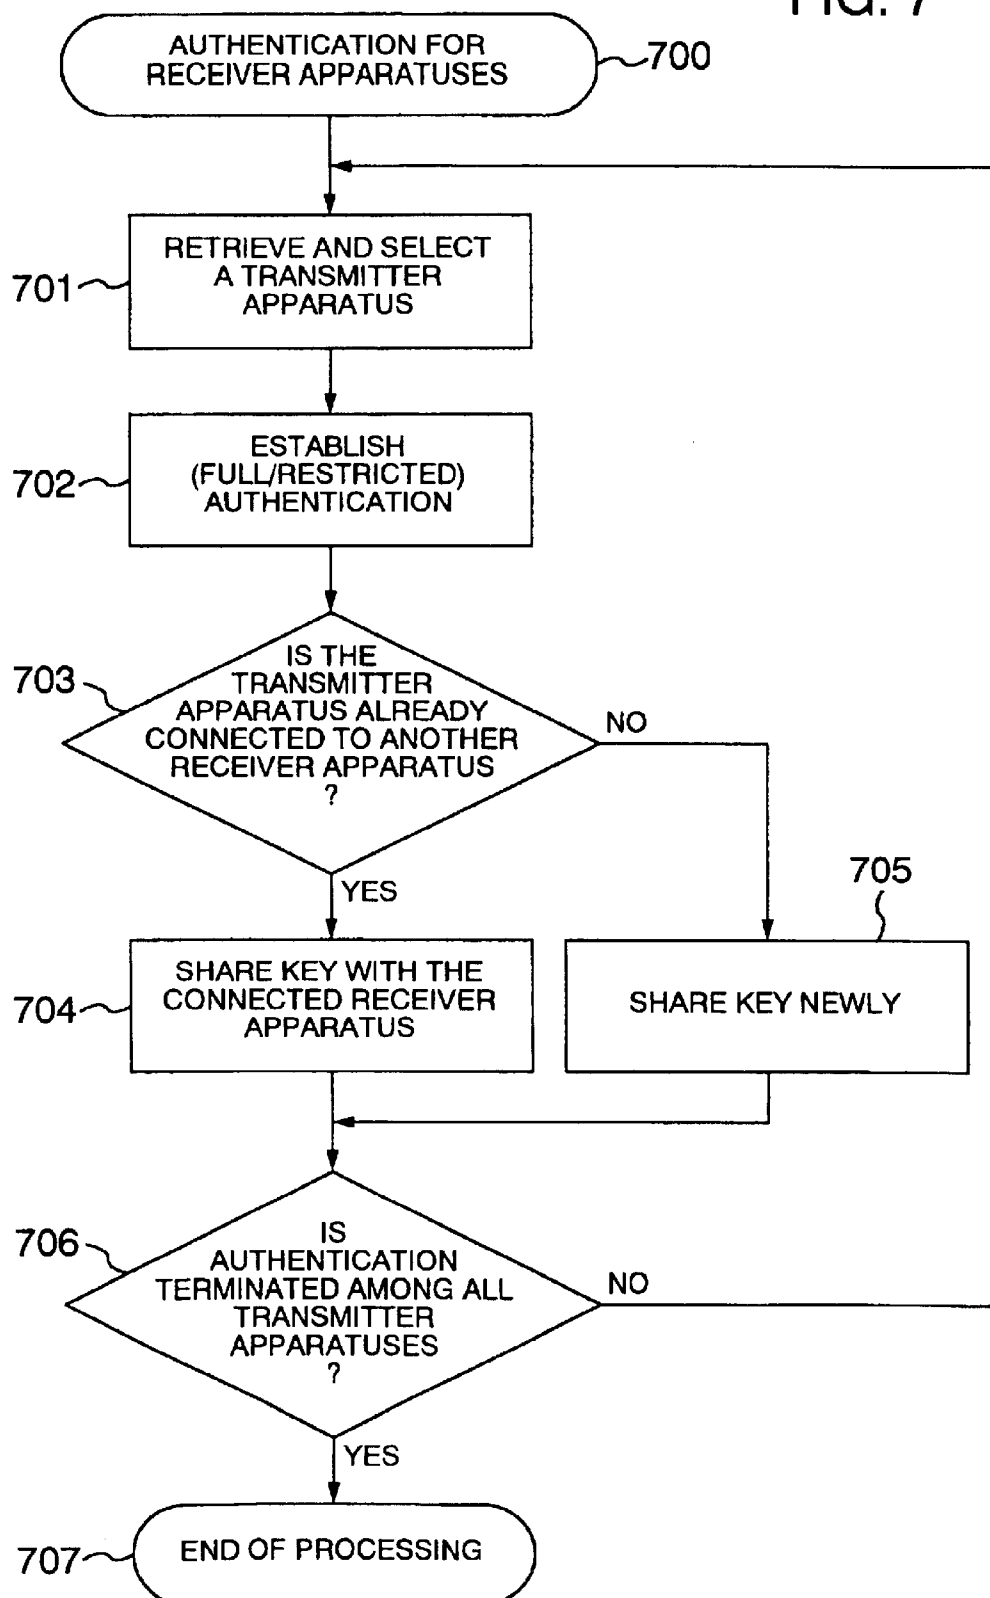 FIG. 7
AUTHENTICATION FOR
RECEIVER APPARATUSES
700
701
RETRIEVE AND SELECT
A TRANSMITTER
APPARATUS
702
ESTABLISH
(FULL/RESTRICTED)
AUTHENTICATION
703
IS THE
TRANSMITTER
APPARATUS ALREADY
CONNECTED TO ANOTHER
RECEIVER APPARATUS
?
NO
YES
705
704
SHARE KEY WITH THE
CONNECTED RECEIVER
APPARATUS
SHARE KEY NEWLY
706
IS
AUTHENTICATION
TERMINATED AMONG ALL
TRANSMITTER
APPARATUSES
?
NO
YES
707
END OF PROCESSING